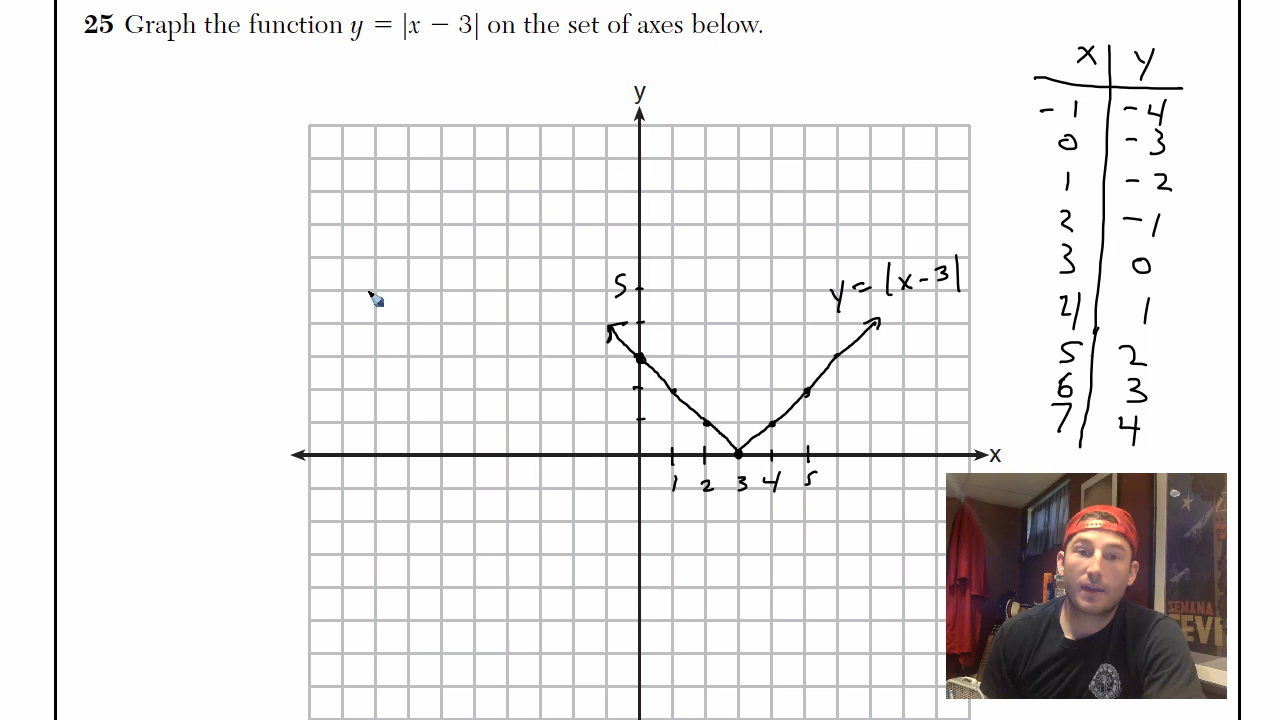 25 Graph the function y = |x − 3| on the set of axes below.
x y
-1 -4
0 -3
1 -2
2 -1
3 0
4 1
5 2
6 3
7 4
y
5
y = |x-3|
x
1 2 3 4 5
SEMANA